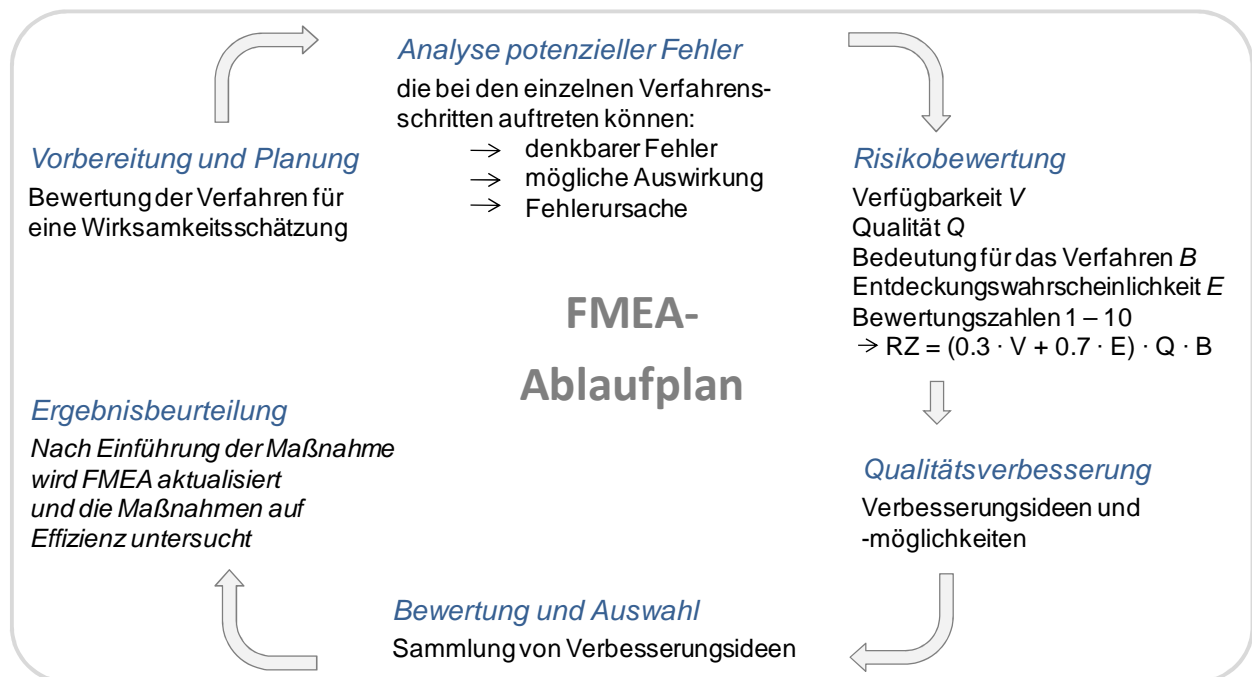 Analyse potenzieller Fehler
die bei den einzelnen Verfahrens-
schritten auftreten können:
→ denkbarer Fehler
→ mögliche Auswirkung
→ Fehlerursache
Vorbereitung und Planung
Bewertung der Verfahren für
eine Wirksamkeitsschätzung
Risikobewertung
Verfügbarkeit V
Qualität Q
Bedeutung für das Verfahren B
Entdeckungswahrscheinlichkeit E
Bewertungszahlen 1 – 10
→ RZ = (0.3 · V + 0.7 · E) · Q · B
FMEA-
Ablaufplan
Ergebnisbeurteilung
Nach Einführung der Maßnahme
wird FMEA aktualisiert
und die Maßnahmen auf
Effizienz untersucht
Qualitätsverbesserung
Verbesserungsideen und
-möglichkeiten
Bewertung und Auswahl
Sammlung von Verbesserungsideen